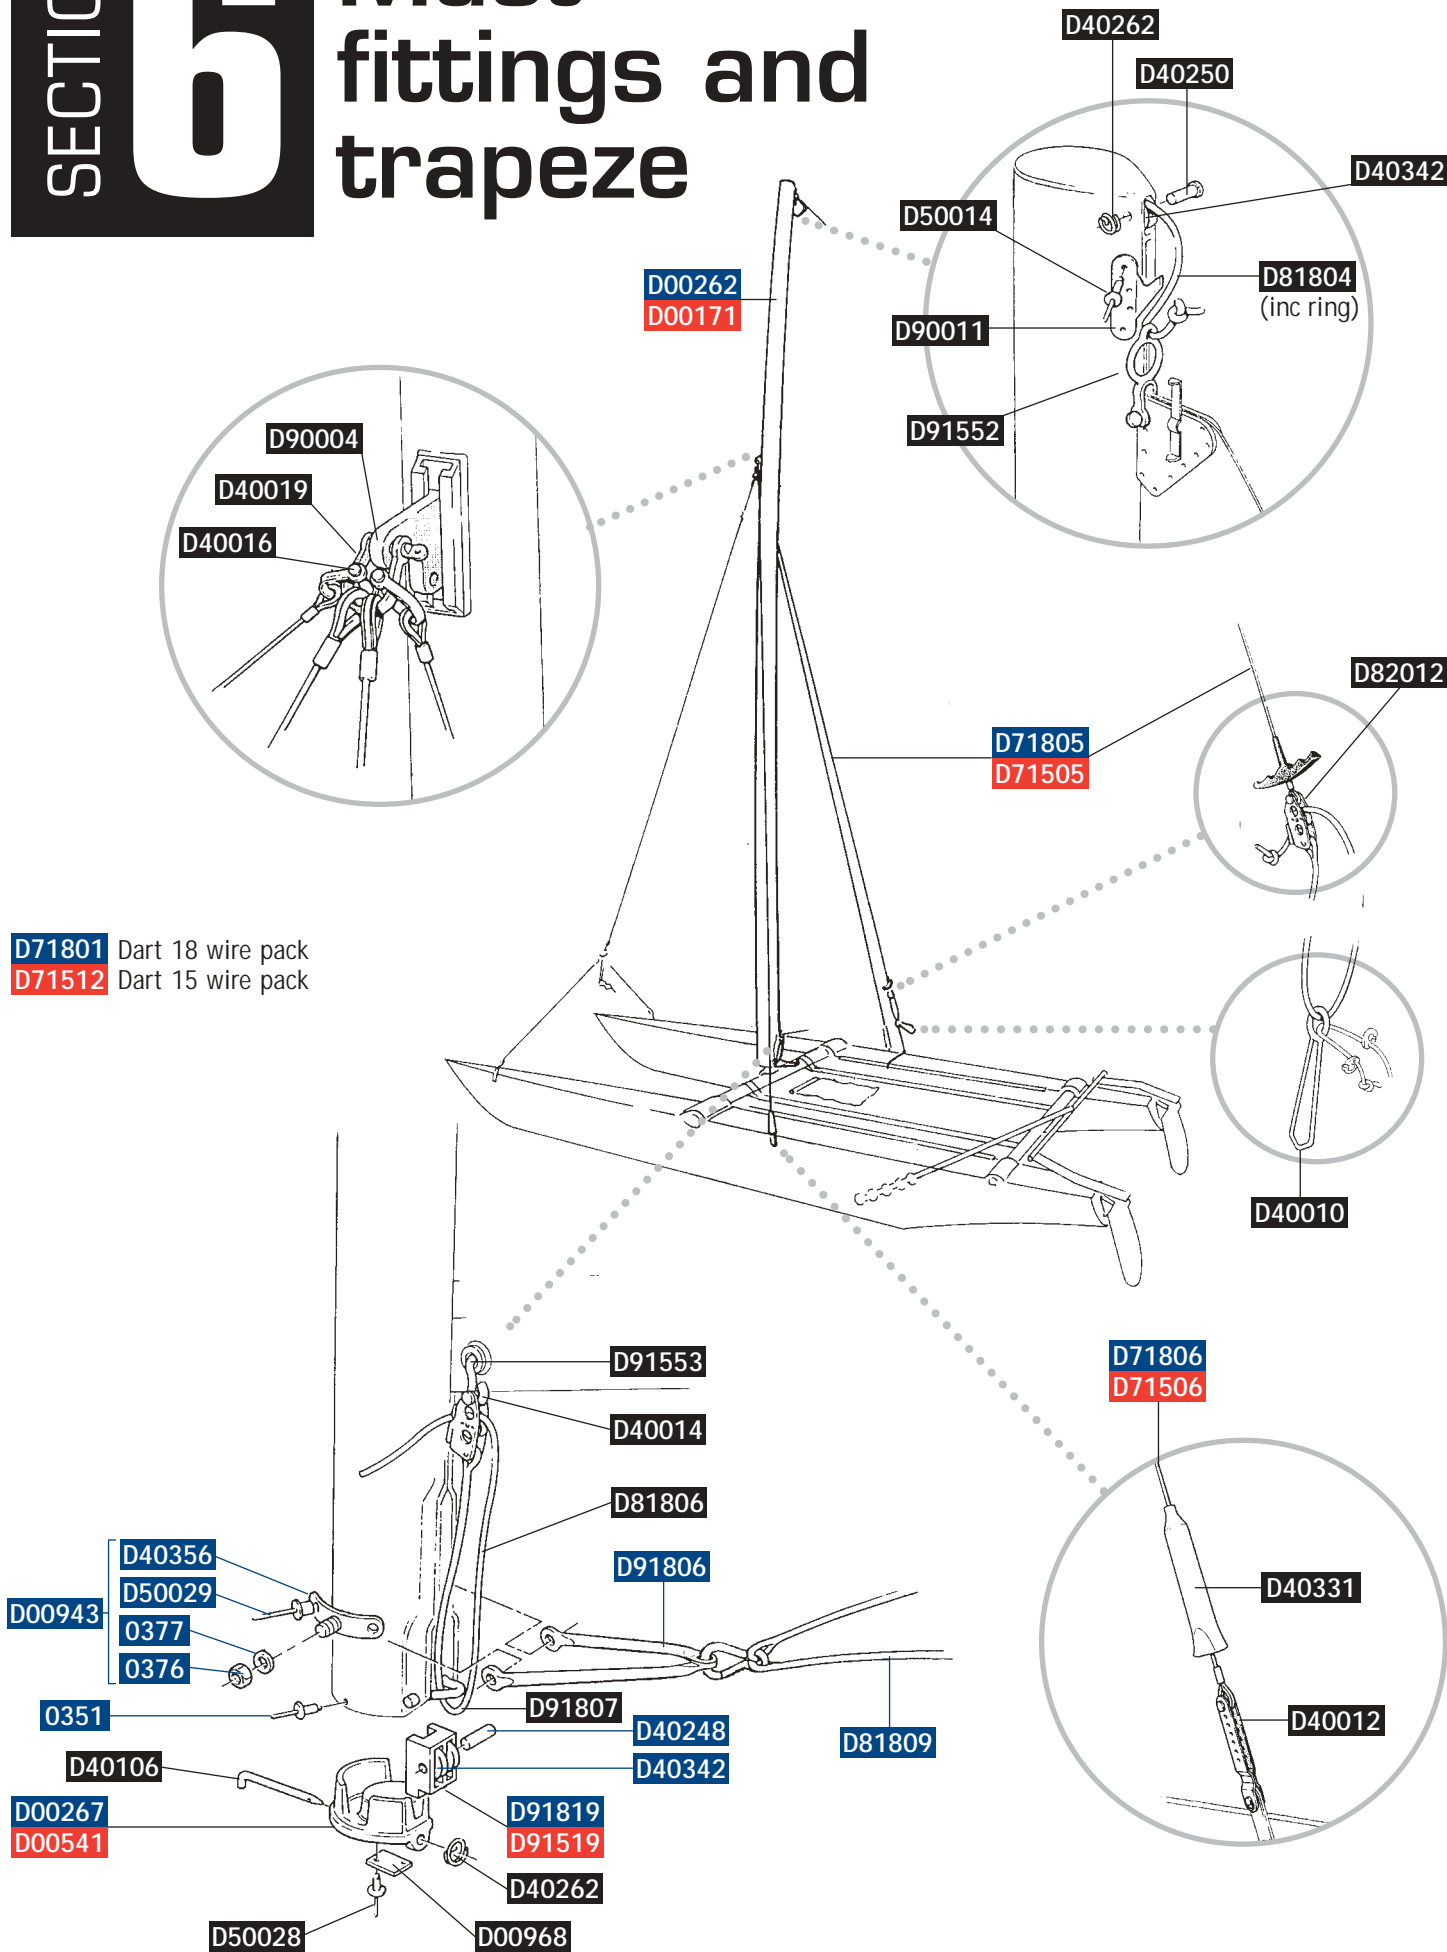 SECTIO
6
fittings and
trapeze
D40262
D40250
D40342
D50014
D81804
(inc ring)
D90011
D91552
D00262
D00171
D90004
D40019
D40016
D82012
D71805
D71505
D71801 Dart 18 wire pack
D71512 Dart 15 wire pack
D40010
D91553
D40014
D81806
D71806
D71506
D40356
D50029
D00943
0377
0376
D91806
D40331
0351
D91807
D40248
D40342
D81809
D40012
D40106
D00267
D00541
D91819
D91519
D40262
D50028
D00968